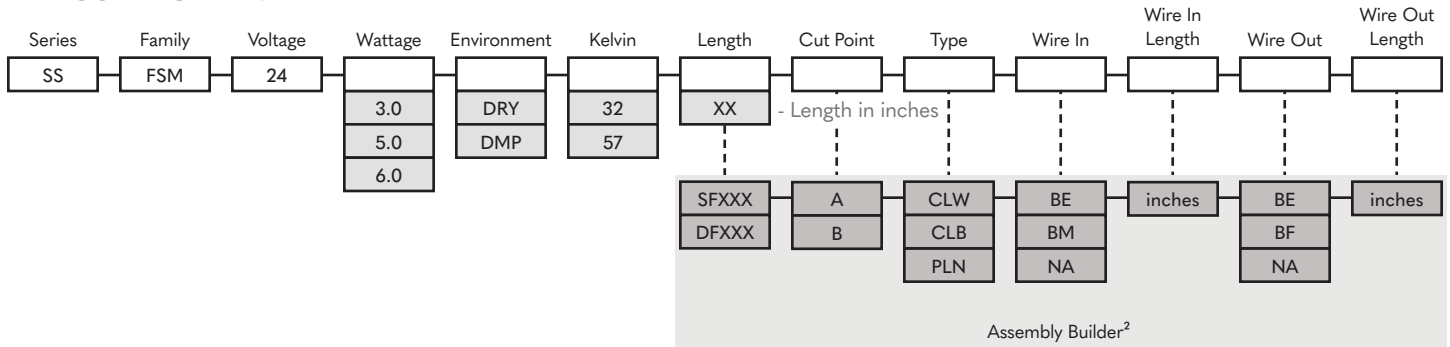 Series Family Voltage Wattage Environment Kelvin Length Cut Point Type Wire In Wire In Length Wire Out Wire Out Length
SS FSM 24
3.0 DRY 32 XX - Length in inches
5.0 DMP 57
6.0
SFXXX A CLW BE inches BE inches
DFXXX B CLB BM BF
PLN NA NA
Assembly Builder²